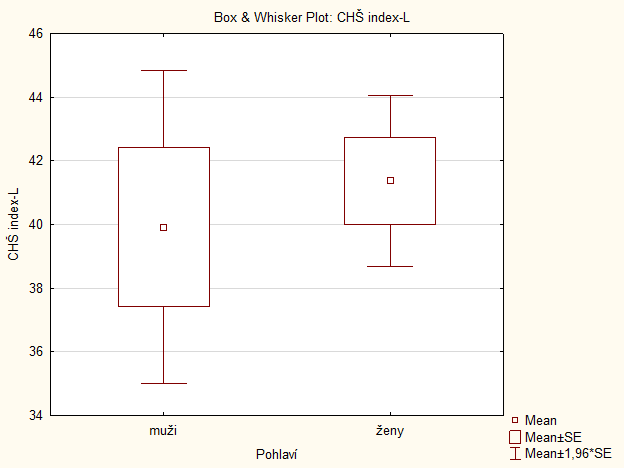 Box & Whisker Plot: CHŠ index-L
CHŠ index-L
46
44
42
40
38
36
34
muži
ženy
Pohlaví
Mean
Mean±SE
Mean±1,96*SE